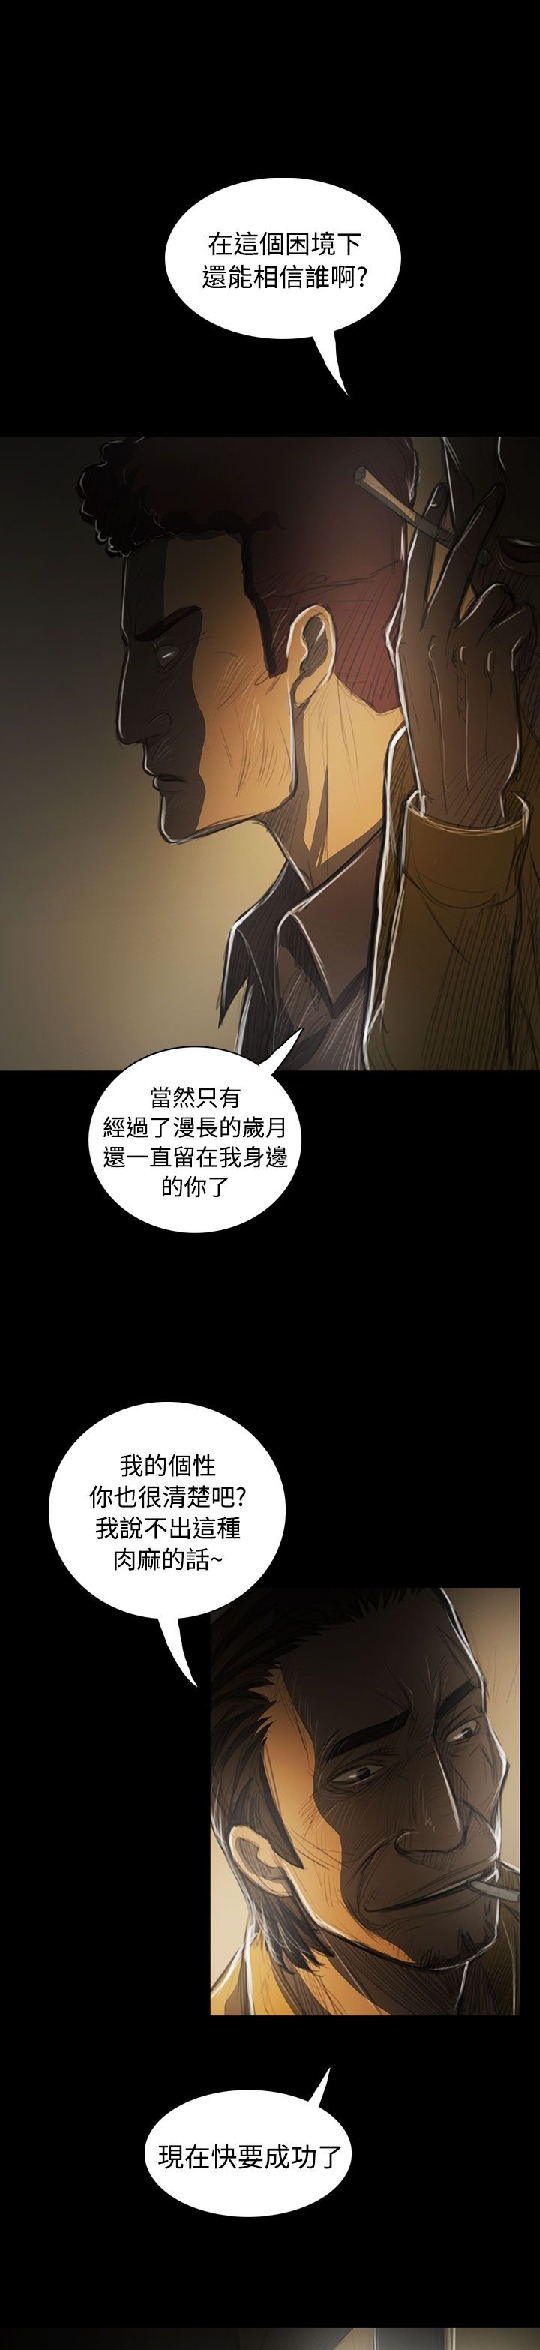 在這個困境下
還能相信誰啊?
當然只有
經過了漫長的歲月
還一直留在我身邊
的你了
我的個性
你也很清楚吧?
我說不出這種
肉麻的話~
現在快要成功了